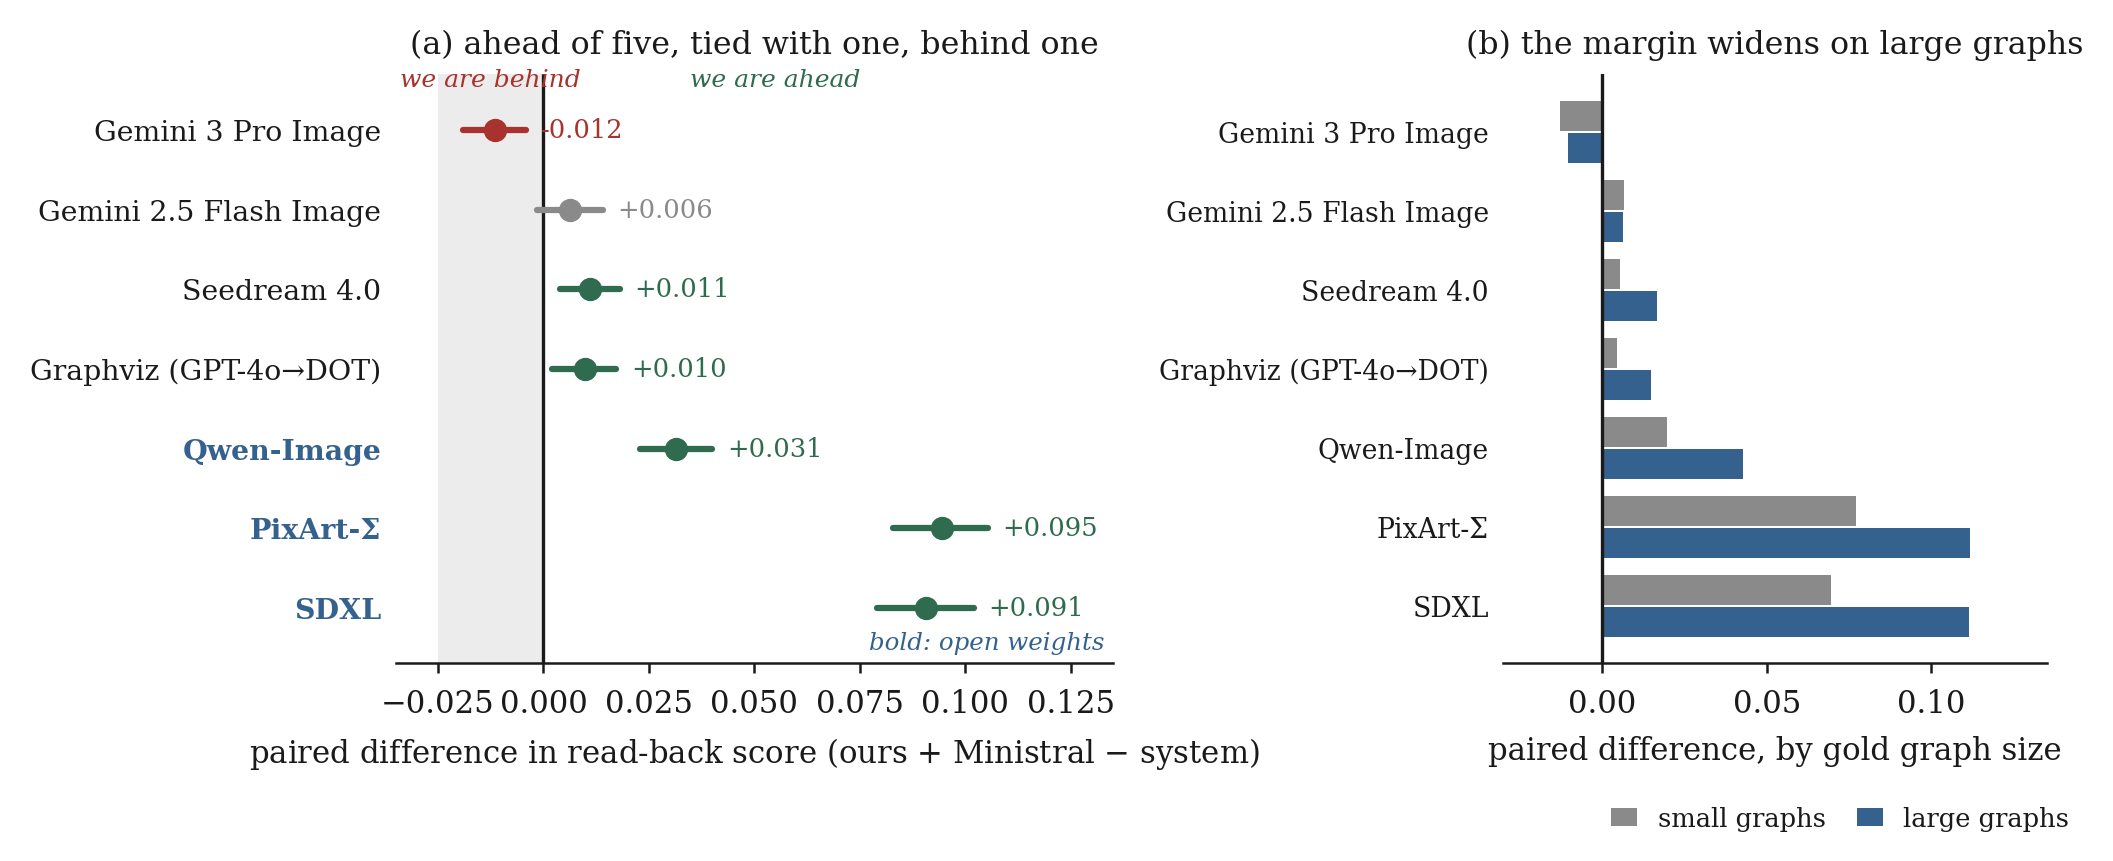 (a) ahead of five, tied with one, behind one
we are behind
we are ahead
Gemini 3 Pro Image
-0.012
Gemini 2.5 Flash Image
+0.006
Seedream 4.0
+0.011
Graphviz (GPT-4o→DOT)
+0.010
Qwen-Image
+0.031
PixArt-Σ
+0.095
SDXL
+0.091
bold: open weights
−0.025 0.000 0.025 0.050 0.075 0.100 0.125
paired difference in read-back score (ours + Ministral − system)
(b) the margin widens on large graphs
Gemini 3 Pro Image
Gemini 2.5 Flash Image
Seedream 4.0
Graphviz (GPT-4o→DOT)
Qwen-Image
PixArt-Σ
SDXL
0.00 0.05 0.10
paired difference, by gold graph size
small graphs
large graphs